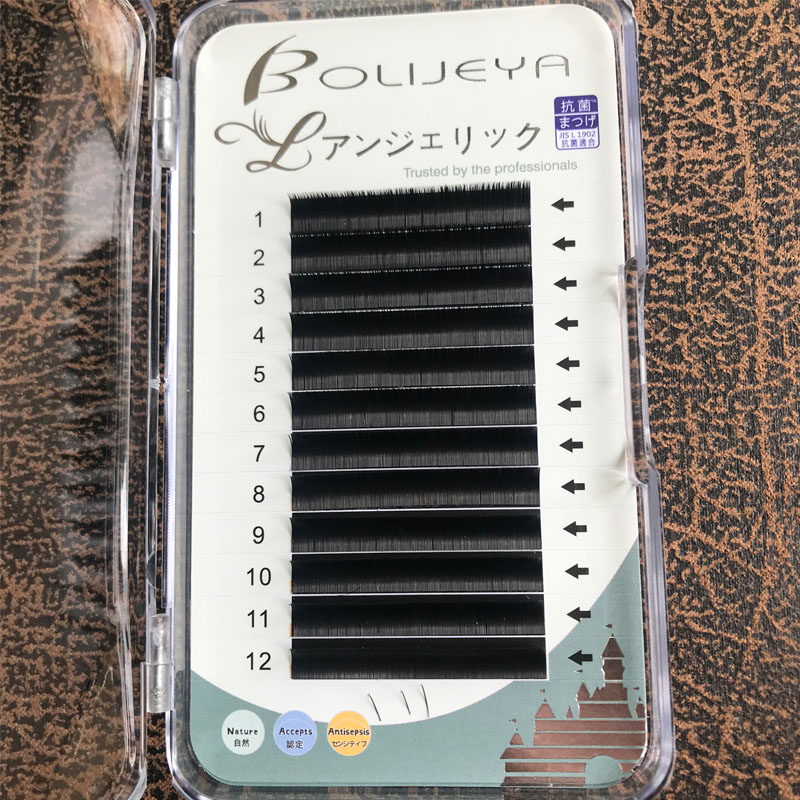 BOLIJEYA
アンジェリック
抗菌™
まつげ
JIS L 1902
抗菌適合
Trusted by the professionals
1
2
3
4
5
6
7
8
9
10
11
12
Nature
自然
Accepts
認定
Antisepsis
センシティブ